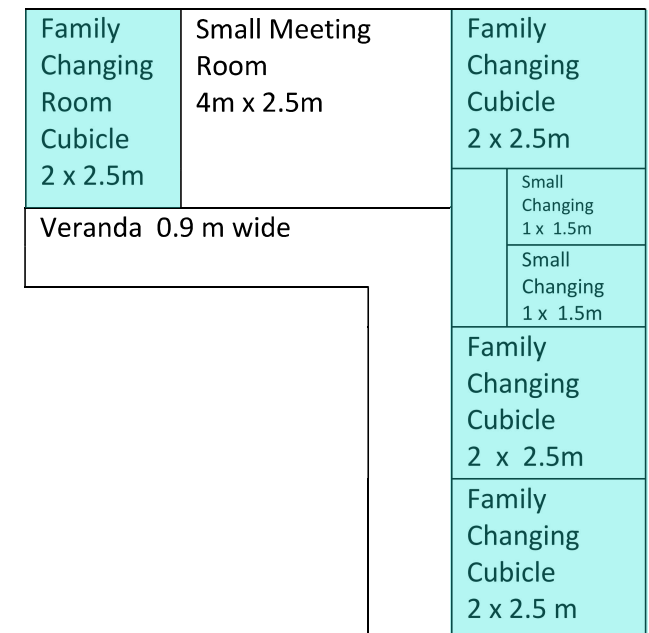 Family
Changing
Room
Cubicle
2 x 2.5m
Small Meeting
Room
4m x 2.5m
Family
Changing
Cubicle
2 x 2.5m
Small
Changing
1 x 1.5m
Small
Changing
1 x 1.5m
Veranda 0.9 m wide
Family
Changing
Cubicle
2 x 2.5m
Family
Changing
Cubicle
2 x 2.5 m